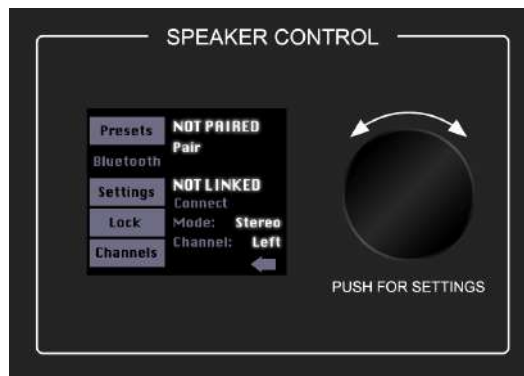 SPEAKER CONTROL
Presets
Bluetooth
Settings
Lock
Channels
NOT PAIRED
Pair
NOT LINKED
Connect
Mode: Stereo
Channel: Left
PUSH FOR SETTINGS